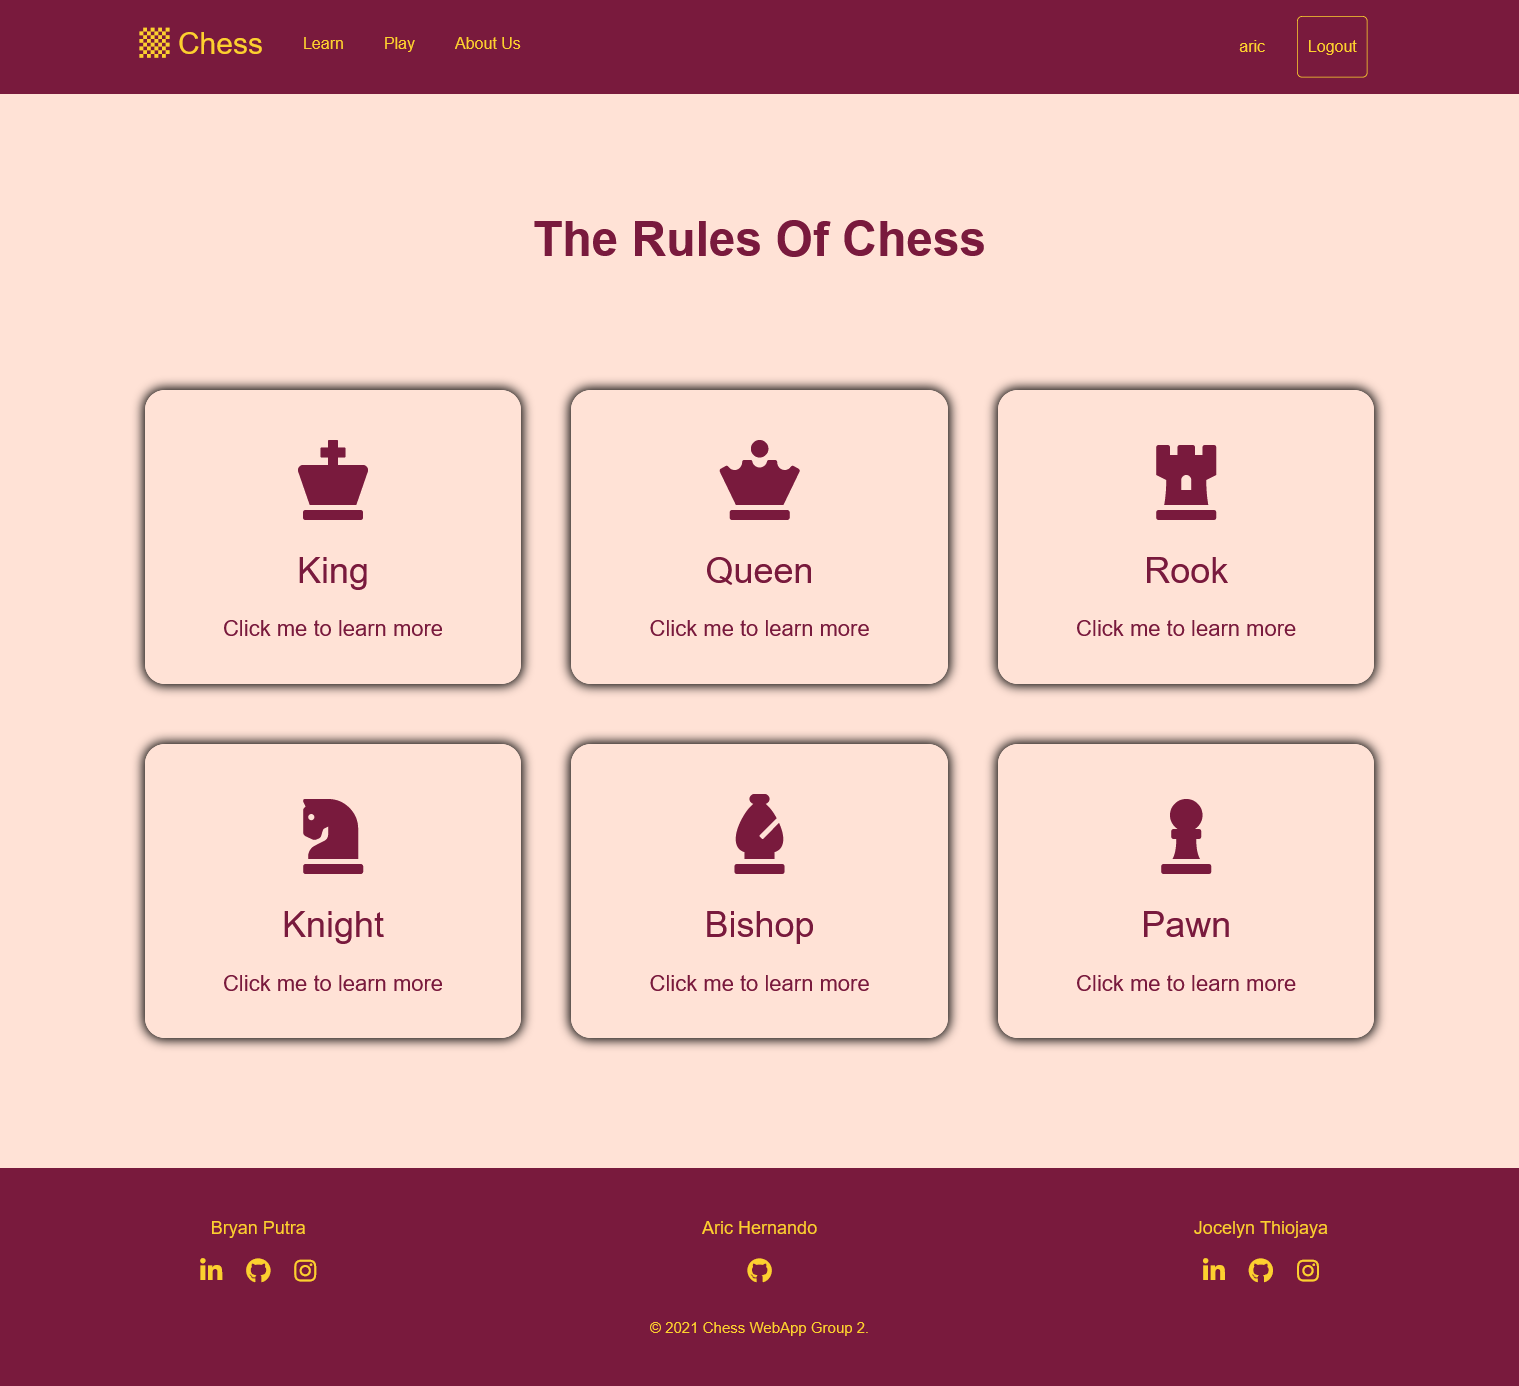 Chess
Learn
Play
About Us
aric
Logout
The Rules Of Chess
King
Click me to learn more
Queen
Click me to learn more
Rook
Click me to learn more
Knight
Click me to learn more
Bishop
Click me to learn more
Pawn
Click me to learn more
Bryan Putra
Aric Hernando
Jocelyn Thiojaya
© 2021 Chess WebApp Group 2.